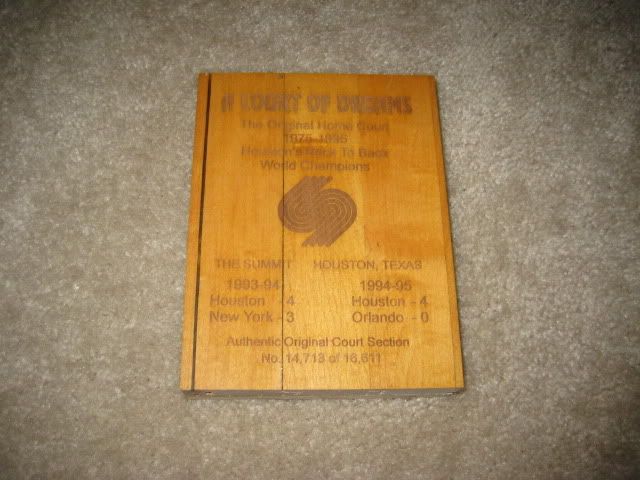 A COURT OF DREAMS
The Original Home Court
1975-1995
Houston's Back To Back
World Champions
THE SUMMIT HOUSTON, TEXAS
1993-94 1994-95
Houston - 4 Houston - 4
New York - 3 Orlando - 0
Authentic Original Court Section
No. 14,713 of 16,611